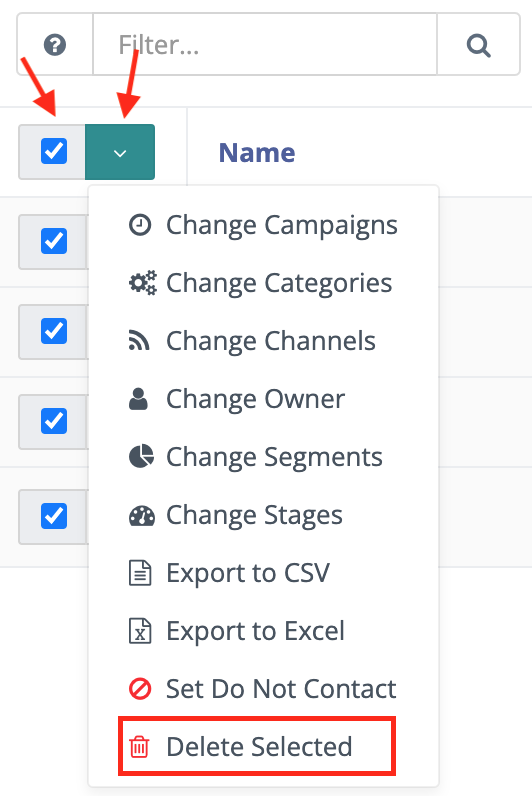 Filter...
Name
Change Campaigns
Change Categories
Change Channels
Change Owner
Change Segments
Change Stages
Export to CSV
Export to Excel
Set Do Not Contact
Delete Selected